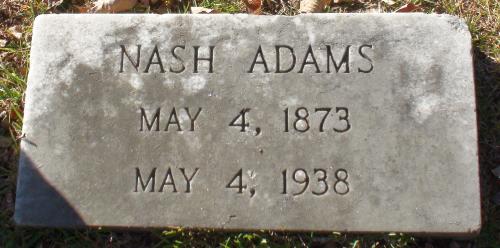 NASH ADAMS
MAY 4, 1873
MAY 4, 1938